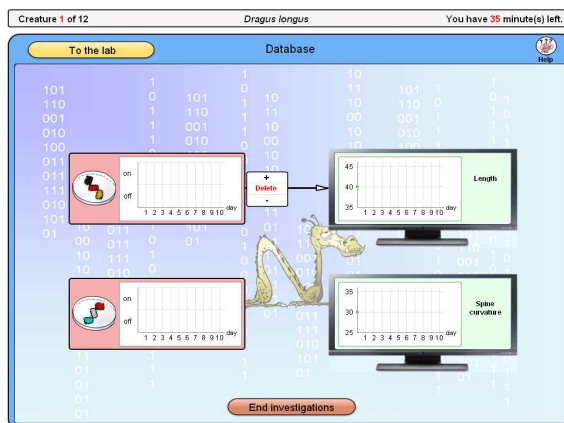 Creature 1 of 12
Dragus longus
You have 35 minute(s) left.
To the lab
Database
???
Help
on
off
1 2 3 4 5 6 7 8 9 10
day
+
Delete
-
45
40
35
1 2 3 4 5 6 7 8 9 10
Length
on
off
1 2 3 4 5 6 7 8 9 10
day
35
30
25
1 2 3 4 5 6 7 8 9 10
Spine
curvature
End investigations